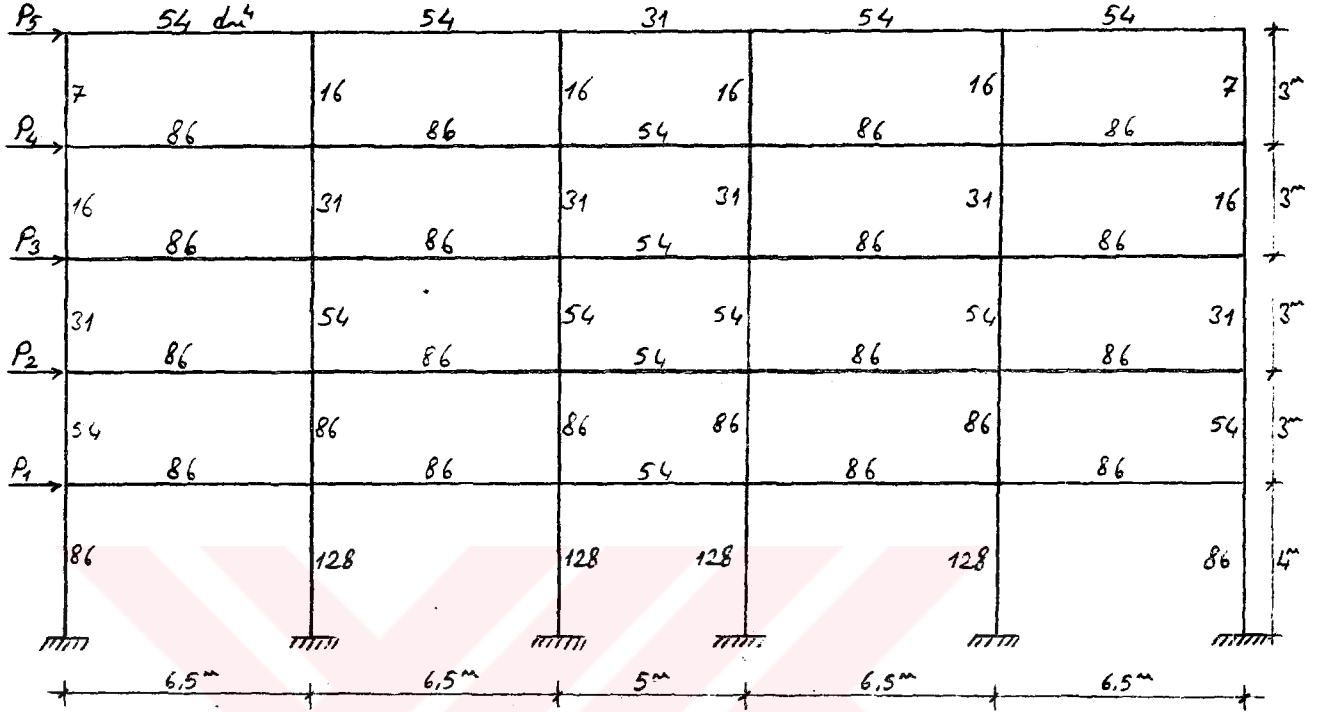 P5 54 dm⁴ 54 31 54 54
7 16 16 16 16 7 3m
P4 86 86 54 86 86
16 31 31 31 31 16 3m
P3 86 86 54 86 86
31 54 54 54 54 31 3m
P2 86 86 54 86 86
54 86 86 86 86 54 3m
P1 86 86 54 86 86
86 128 128 128 128 86 4m
6,5m 6,5m 5m 6,5m 6,5m